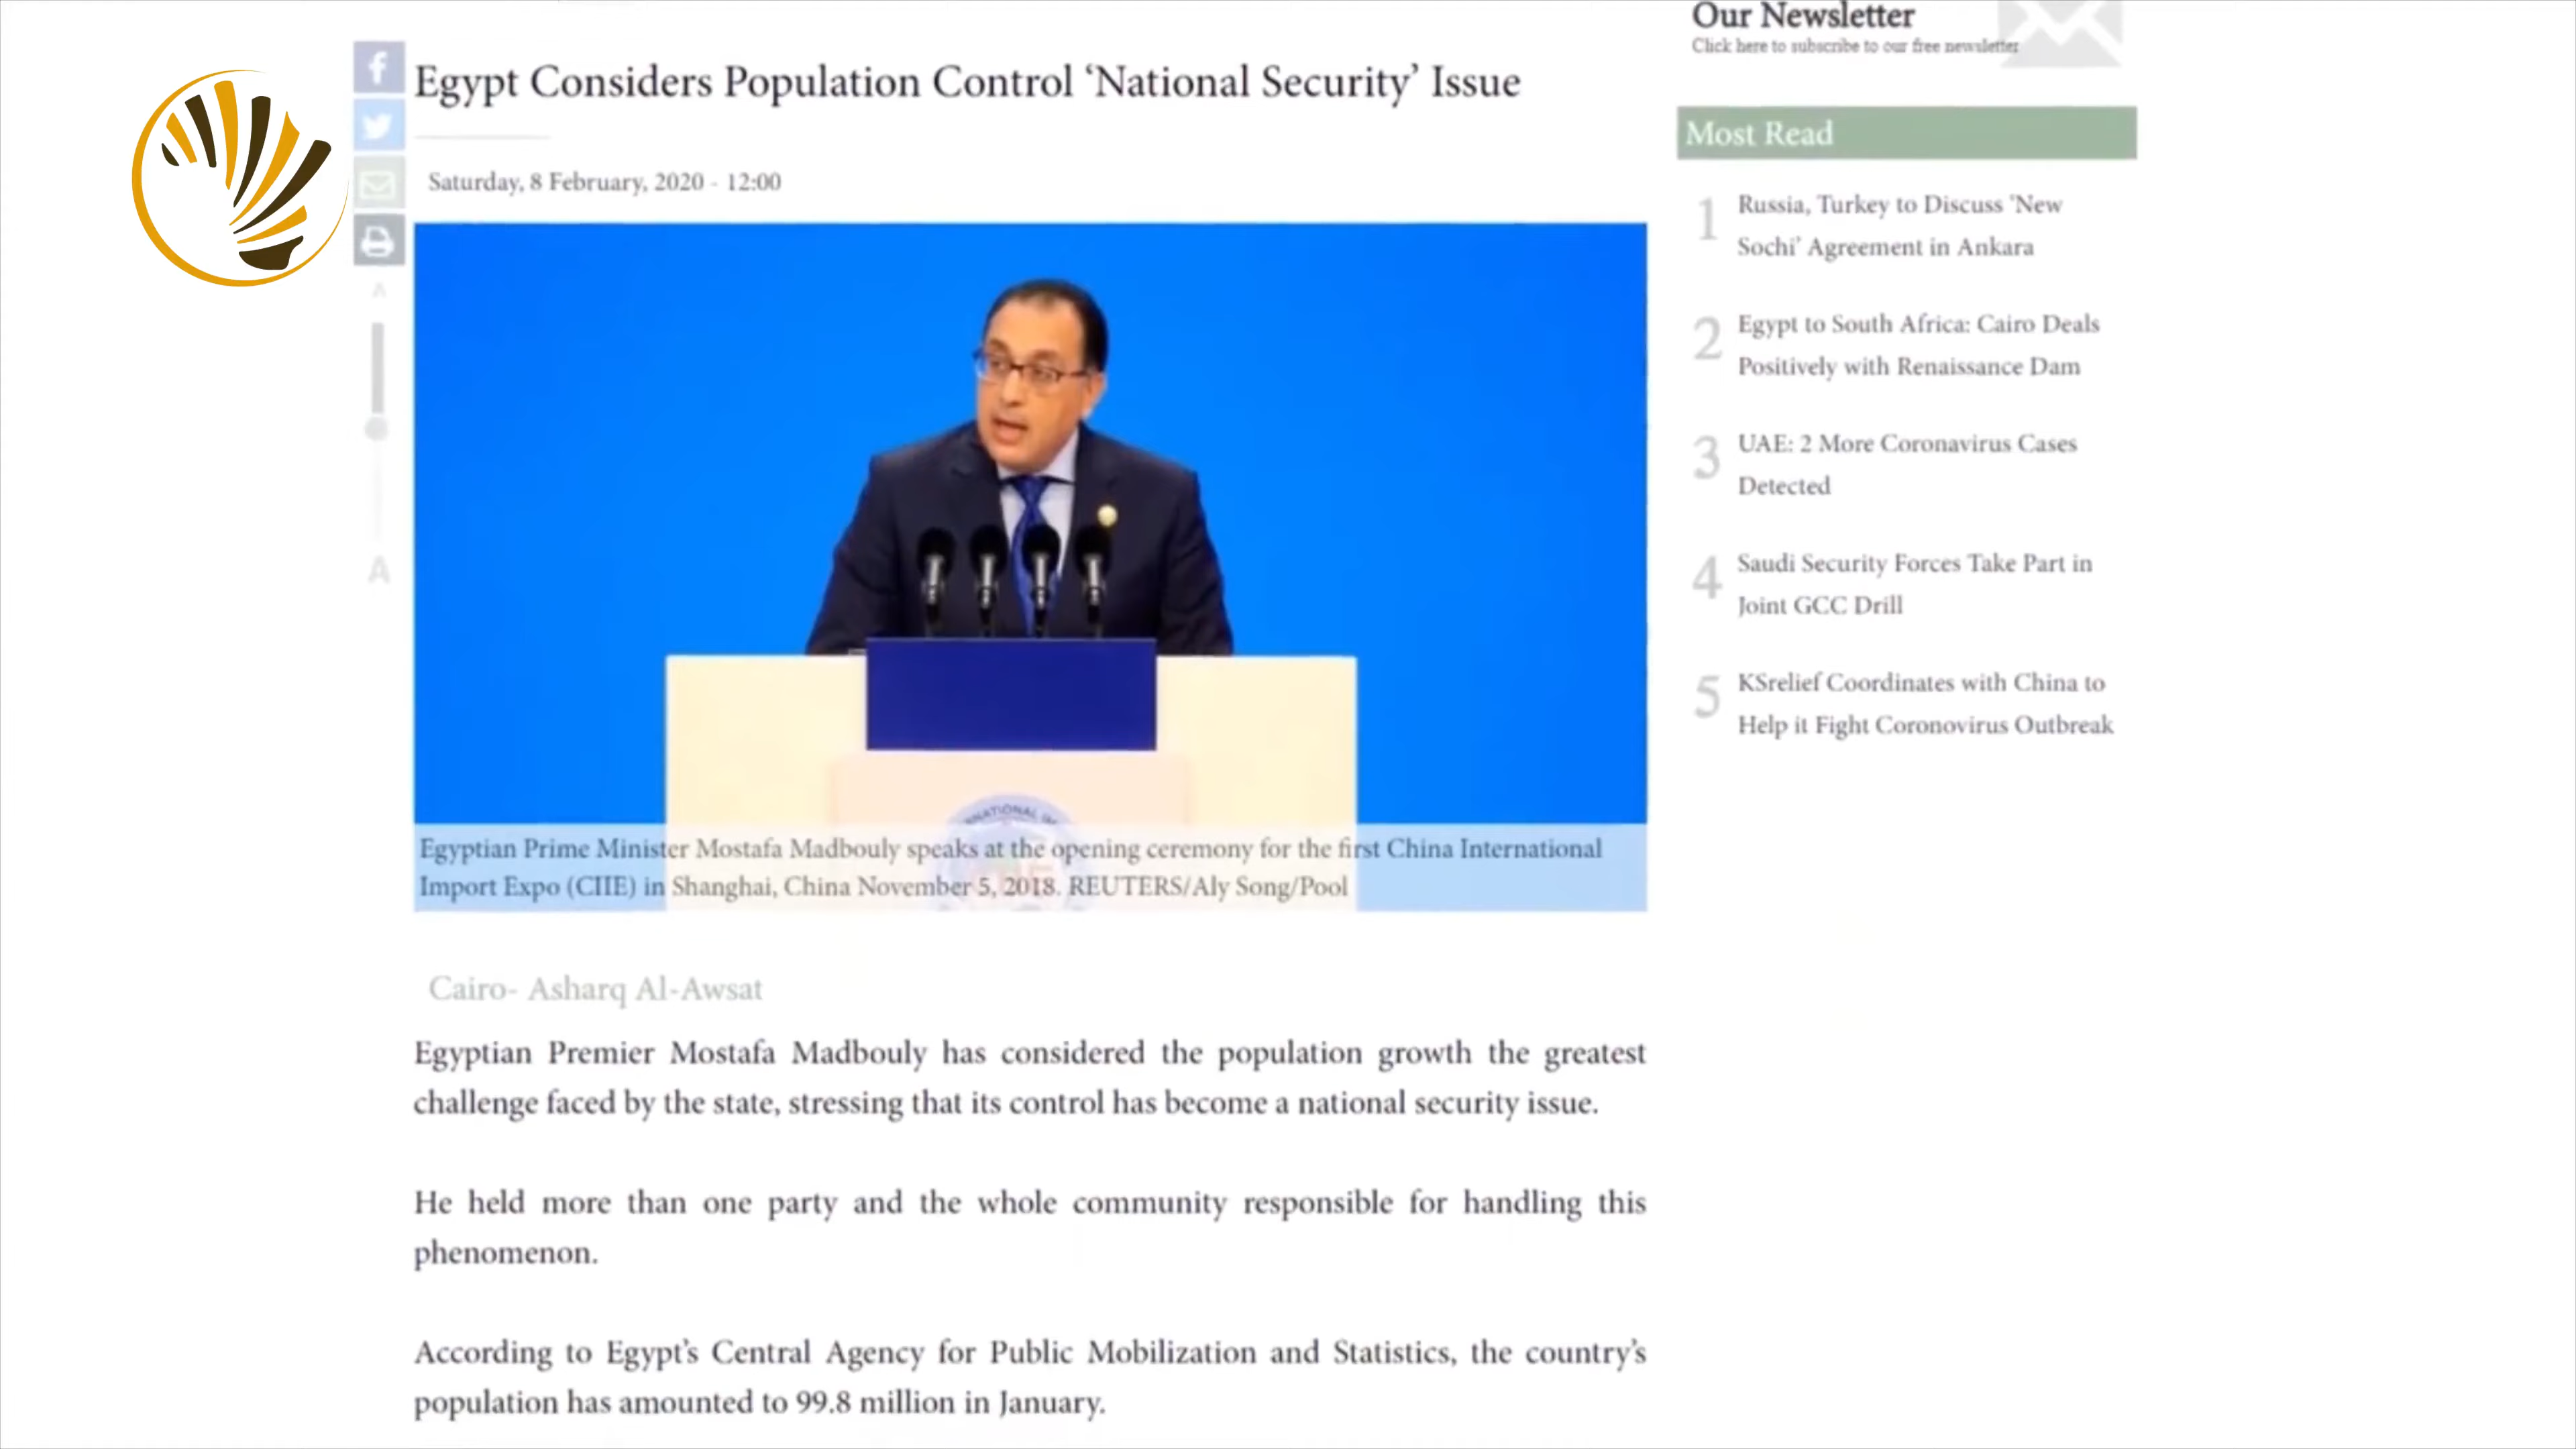 Our Newsletter
Click here to subscribe to our free newsletter
Egypt Considers Population Control ‘National Security’ Issue
Saturday, 8 February, 2020 - 12:00
A
A
NATIONAL IM
Egyptian Prime Minister Mostafa Madbouly speaks at the opening ceremony for the first China International
Import Expo (CIIE) in Shanghai, China November 5, 2018. REUTERS/Aly Song/Pool
Cairo- Asharq Al-Awsat
Egyptian Premier Mostafa Madbouly has considered the population growth the greatest
challenge faced by the state, stressing that its control has become a national security issue.
He held more than one party and the whole community responsible for handling this
phenomenon.
According to Egypt’s Central Agency for Public Mobilization and Statistics, the country’s
population has amounted to 99.8 million in January.
Most Read
1 Russia, Turkey to Discuss ‘New
Sochi’ Agreement in Ankara
2 Egypt to South Africa: Cairo Deals
Positively with Renaissance Dam
3 UAE: 2 More Coronavirus Cases
Detected
4 Saudi Security Forces Take Part in
Joint GCC Drill
5 KSrelief Coordinates with China to
Help it Fight Coronovirus Outbreak